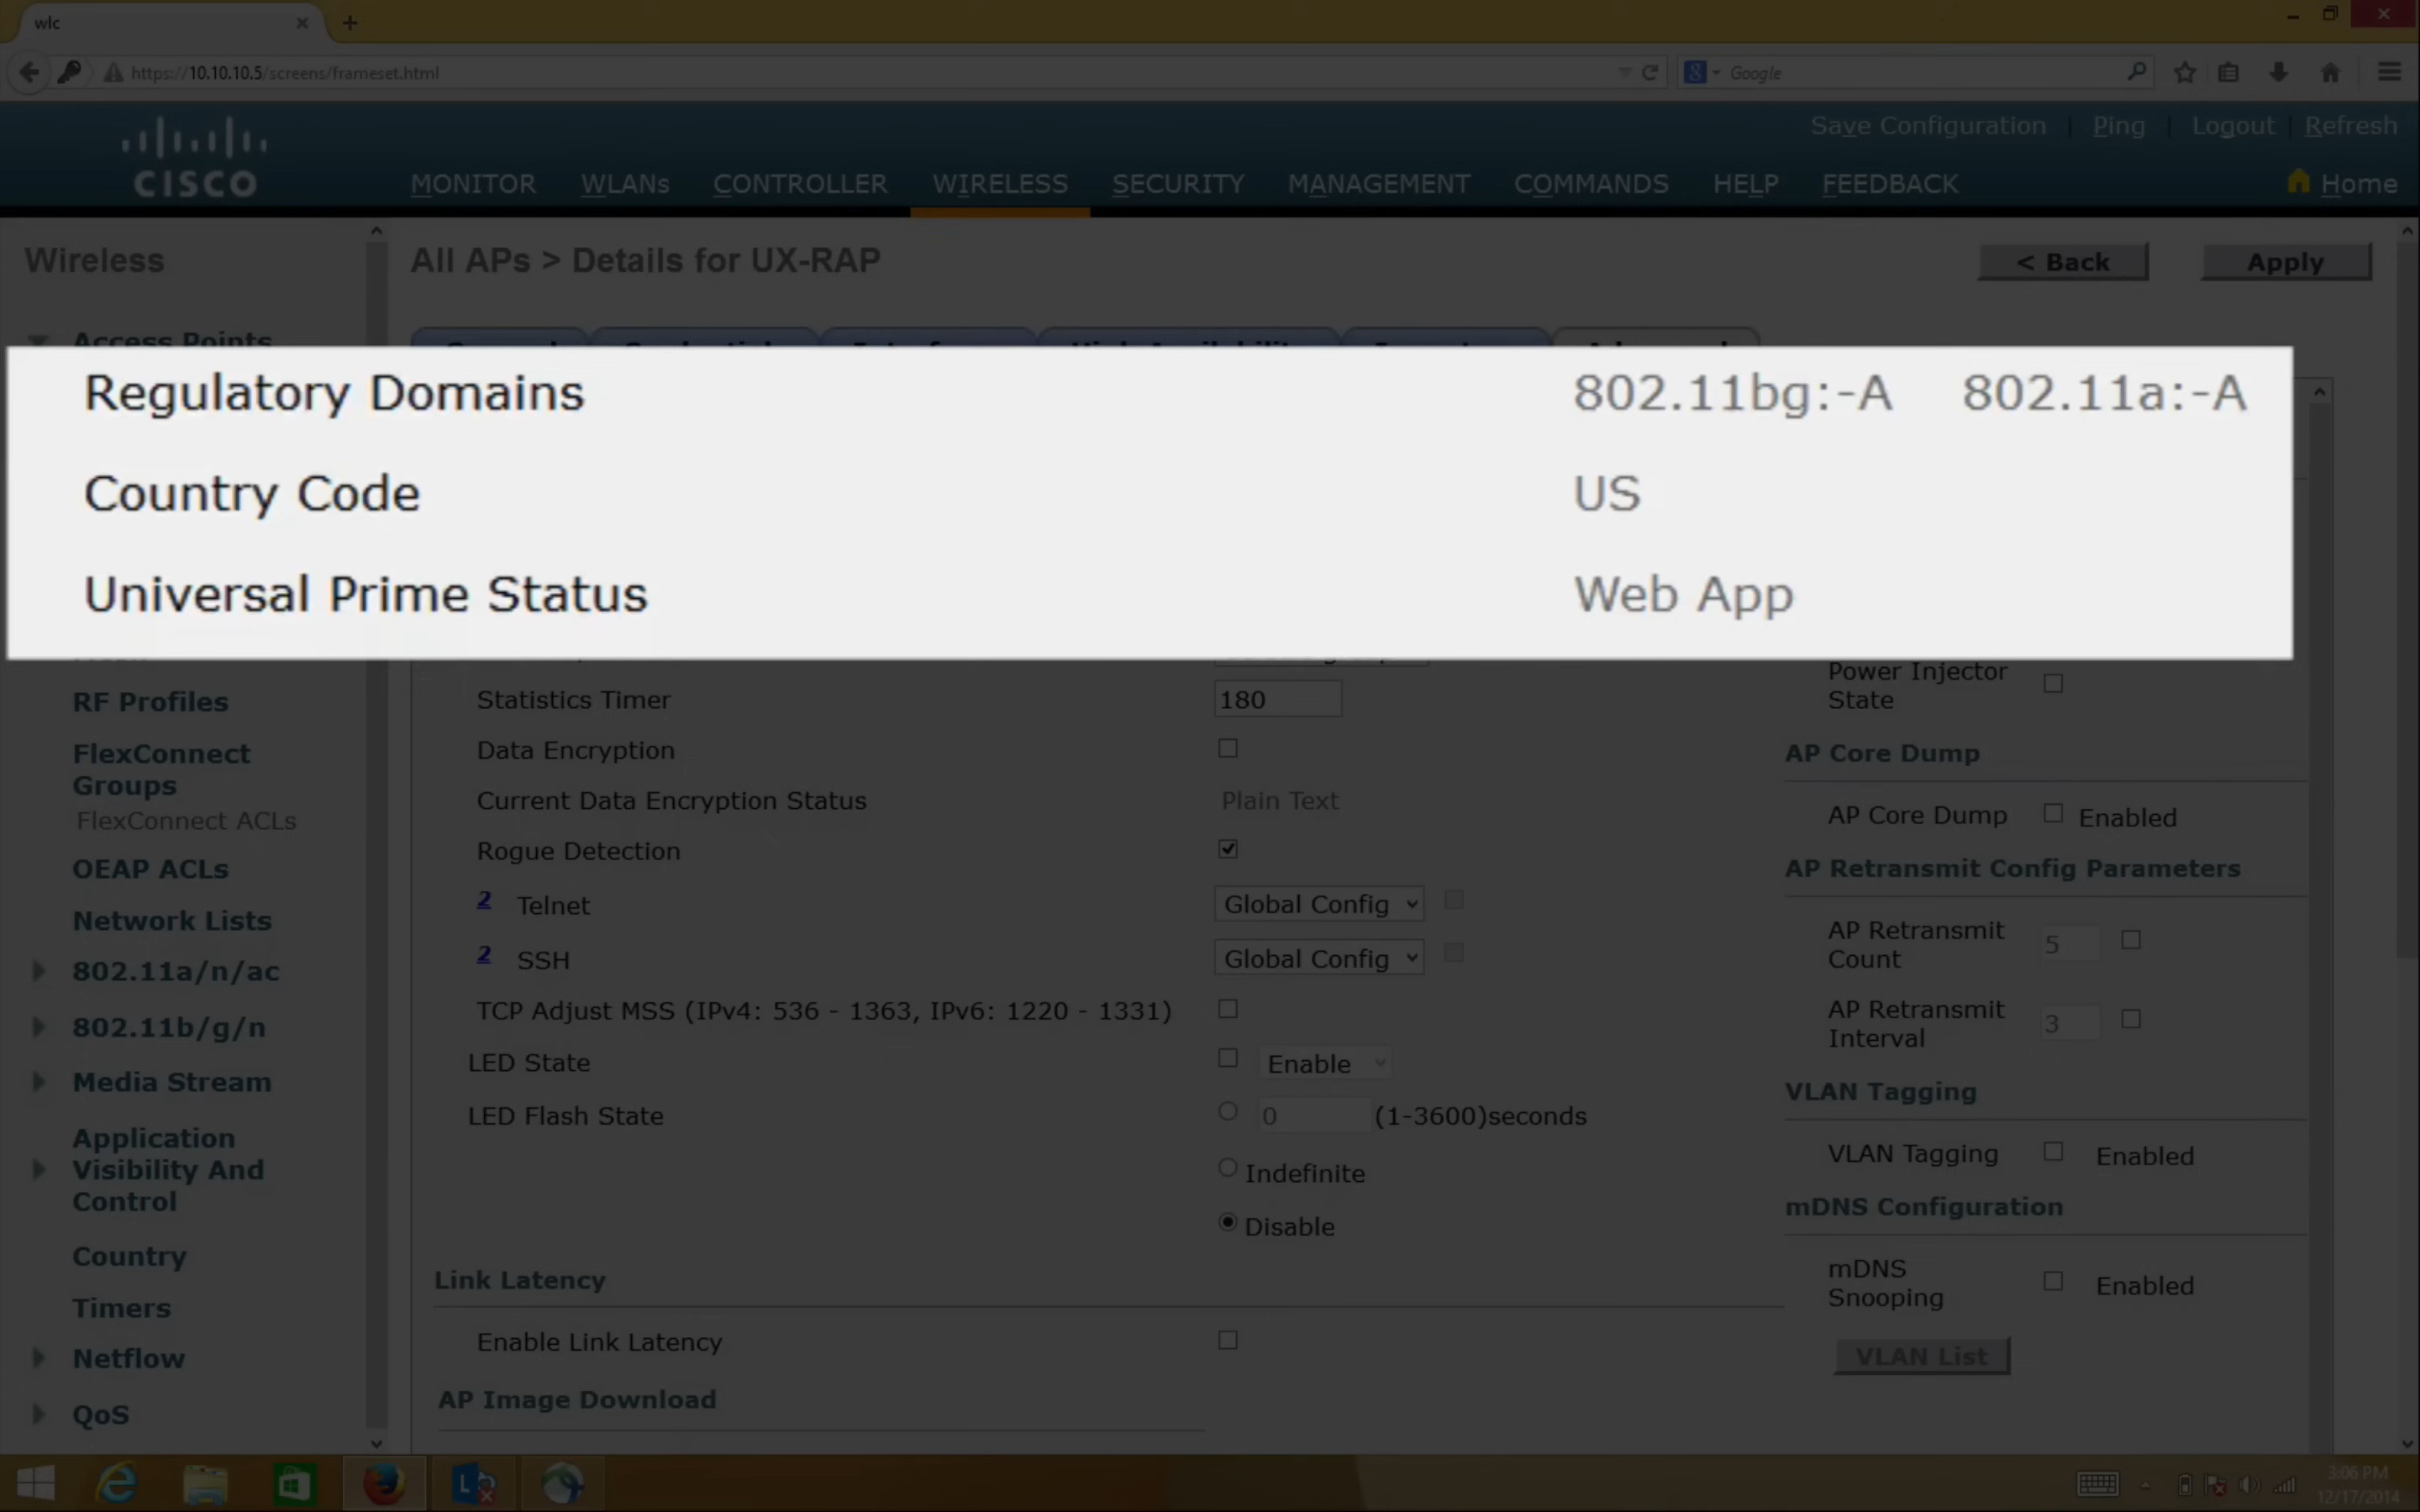 wlc
https://10.10.10.5/screens/frameset.html
Google
Save Configuration Ping Logout Refresh
CISCO
MONITOR WLANs CONTROLLER WIRELESS SECURITY MANAGEMENT COMMANDS HELP FEEDBACK Home
Wireless
All APs > Details for UX-RAP
< Back Apply
Access Points
Regulatory Domains 802.11bg:-A 802.11a:-A
Country Code US
Universal Prime Status Web App
RF Profiles
FlexConnect
Groups
FlexConnect ACLs
OEAP ACLs
Network Lists
802.11a/n/ac
802.11b/g/n
Media Stream
Application
Visibility And
Control
Country
Timers
Netflow
QoS
Statistics Timer 180
Data Encryption
Current Data Encryption Status Plain Text
Rogue Detection
2 Telnet Global Config
2 SSH Global Config
TCP Adjust MSS (IPv4: 536 - 1363, IPv6: 1220 - 1331)
LED State Enable
LED Flash State 0 (1-3600)seconds
Indefinite
Disable
Link Latency
Enable Link Latency
AP Image Download
Power Injector
State
AP Core Dump
AP Core Dump Enabled
AP Retransmit Config Parameters
AP Retransmit
Count 5
AP Retransmit
Interval 3
VLAN Tagging
VLAN Tagging Enabled
mDNS Configuration
mDNS
Snooping Enabled
VLAN List
3:06 PM
12/17/2014